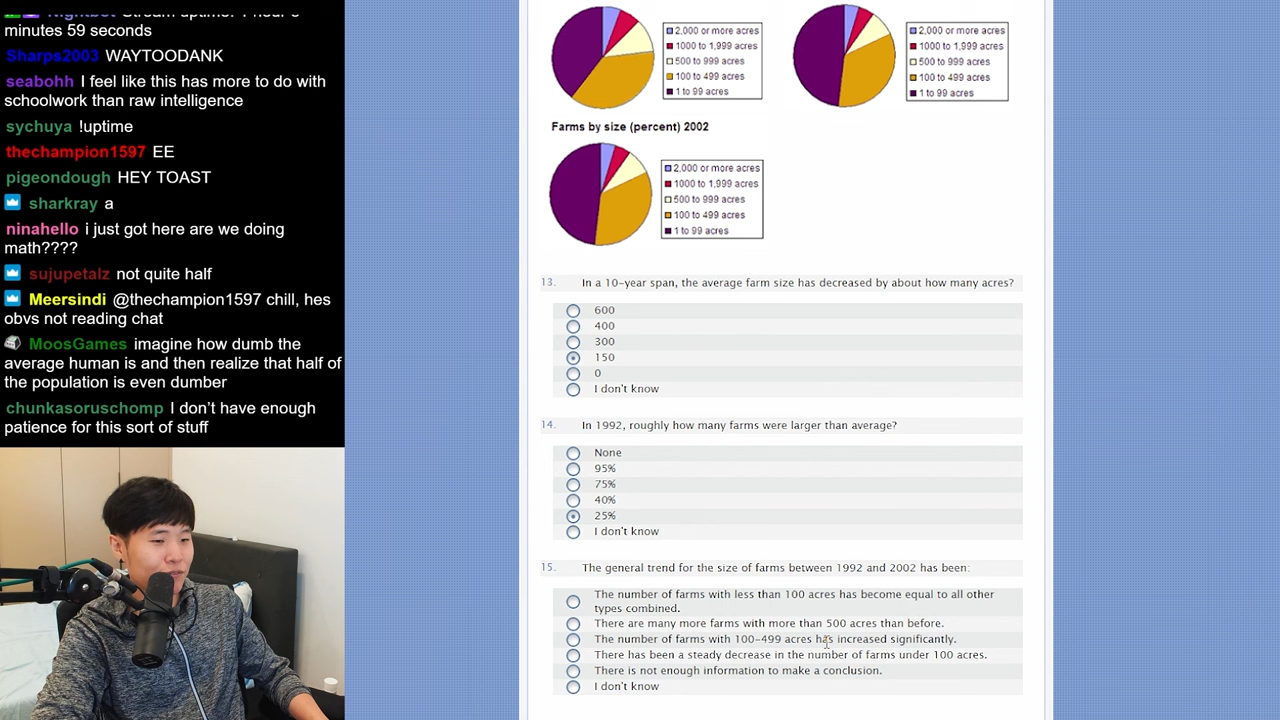 Nightbot Stream uptime: 1 hour
minutes 59 seconds
Sharps2003 WAYTOODANK
seabohh I feel like this has more to do with
schoolwork than raw intelligence
sychuya !uptime
thechampion1597 EE
pigeondough HEY TOAST
sharkray a
ninahello i just got here are we doing
math????
sujupetalz not quite half
Meersindi @thechampion1597 chill, hes
obvs not reading chat
MoosGames imagine how dumb the
average human is and then realize that half of
the population is even dumber
chunkasoruschomp I don't have enough
patience for this sort of stuff
2,000 or more acres
1000 to 1,999 acres
500 to 999 acres
100 to 499 acres
1 to 99 acres
2,000 or more acres
1000 to 1,999 acres
500 to 999 acres
100 to 499 acres
1 to 99 acres
Farms by size (percent) 2002
2,000 or more acres
1000 to 1,999 acres
500 to 999 acres
100 to 499 acres
1 to 99 acres
13. In a 10-year span, the average farm size has decreased by about how many acres?
600
400
300
150
0
I don't know
14. In 1992, roughly how many farms were larger than average?
None
95%
75%
40%
25%
I don't know
15. The general trend for the size of farms between 1992 and 2002 has been:
The number of farms with less than 100 acres has become equal to all other
types combined.
There are many more farms with more than 500 acres than before.
The number of farms with 100-499 acres has increased significantly.
There has been a steady decrease in the number of farms under 100 acres.
There is not enough information to make a conclusion.
I don't know